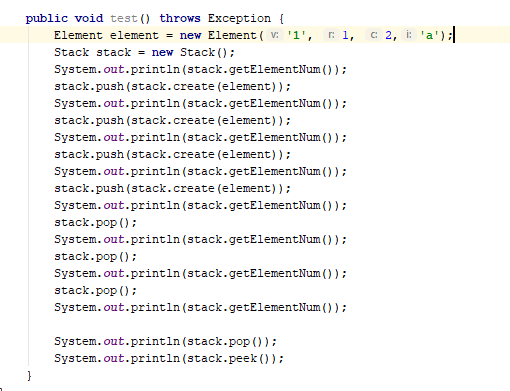 public void test() throws Exception {
Element element = new Element( v: '1', r: 1, c: 2, i: 'a');
Stack stack = new Stack();
System.out.println(stack.getElementNum());
stack.push(stack.create(element));
System.out.println(stack.getElementNum());
stack.push(stack.create(element));
System.out.println(stack.getElementNum());
stack.push(stack.create(element));
System.out.println(stack.getElementNum());
stack.push(stack.create(element));
System.out.println(stack.getElementNum());
stack.pop();
System.out.println(stack.getElementNum());
stack.pop();
System.out.println(stack.getElementNum());
stack.pop();
System.out.println(stack.getElementNum());
System.out.println(stack.pop());
System.out.println(stack.peek());
}